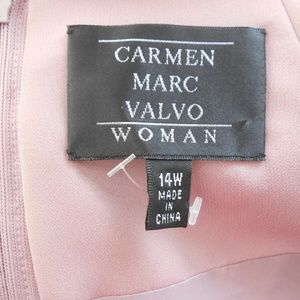 CARMEN
MARC
VALVO
WOMAN
14W
MADE
IN
CHINA